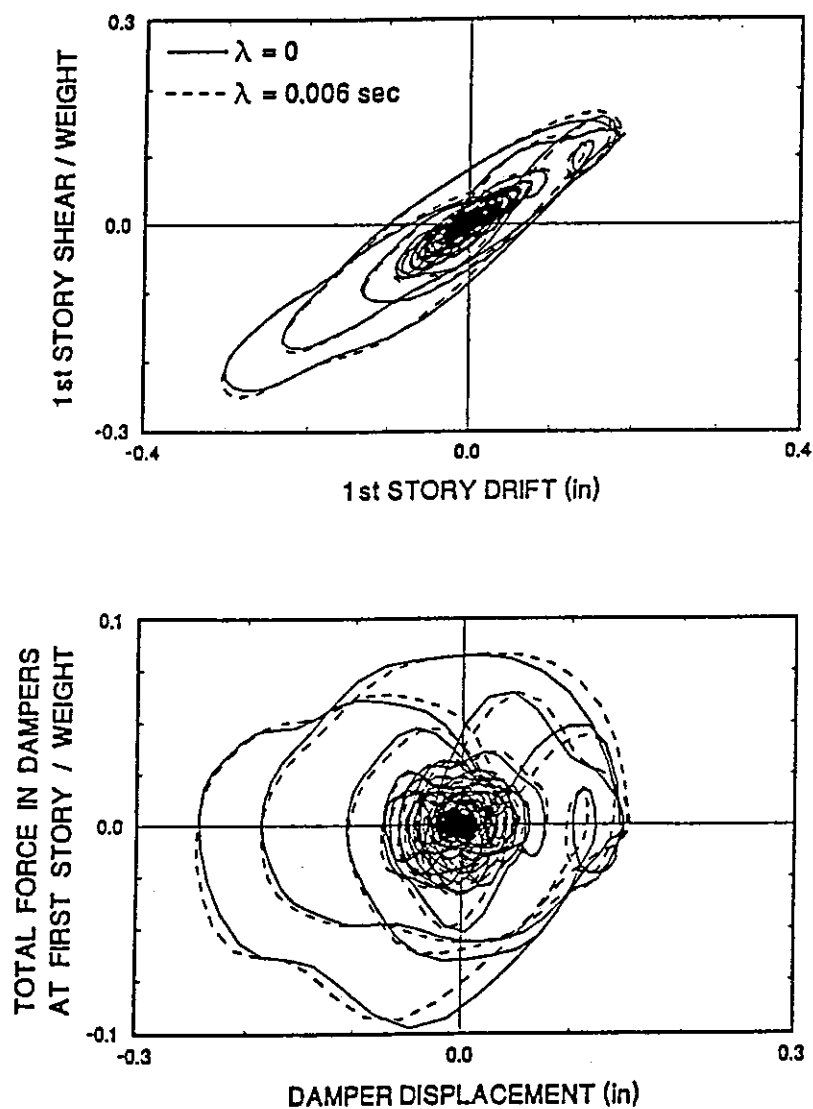 0.3
λ = 0
λ = 0.006 sec
1st STORY SHEAR / WEIGHT
0.0
-0.3
-0.4
0.0
0.4
1st STORY DRIFT (in)
0.1
TOTAL FORCE IN DAMPERS
AT FIRST STORY / WEIGHT
0.0
-0.1
-0.3
0.0
0.3
DAMPER DISPLACEMENT (in)